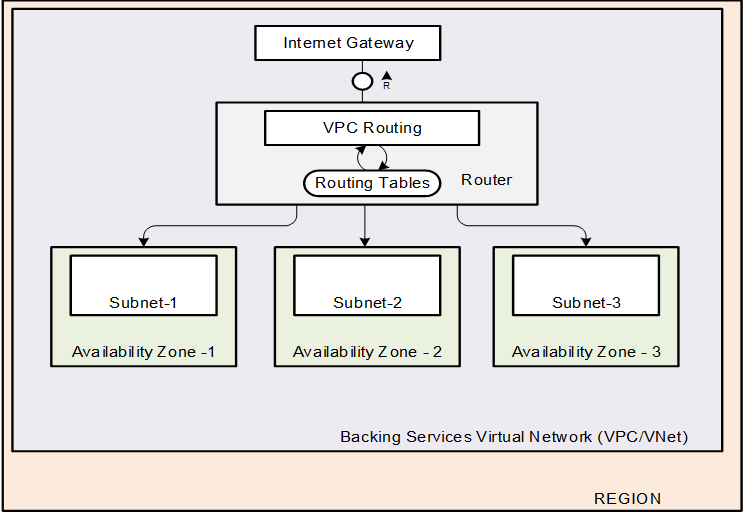 Internet Gateway
R
VPC Routing
Routing Tables
Router
Subnet-1
Subnet-2
Subnet-3
Availability Zone -1
Availability Zone - 2
Availability Zone - 3
Backing Services Virtual Network (VPC/VNet)
REGION